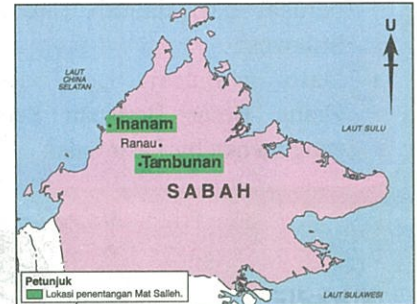 U
LAUT
CHINA
SELATAN
Inanam
Ranau
Tambunan
LAUT SULU
SABAH
Petunjuk
Lokasi penentangan Mat Salleh.
LAUT SULAWESI